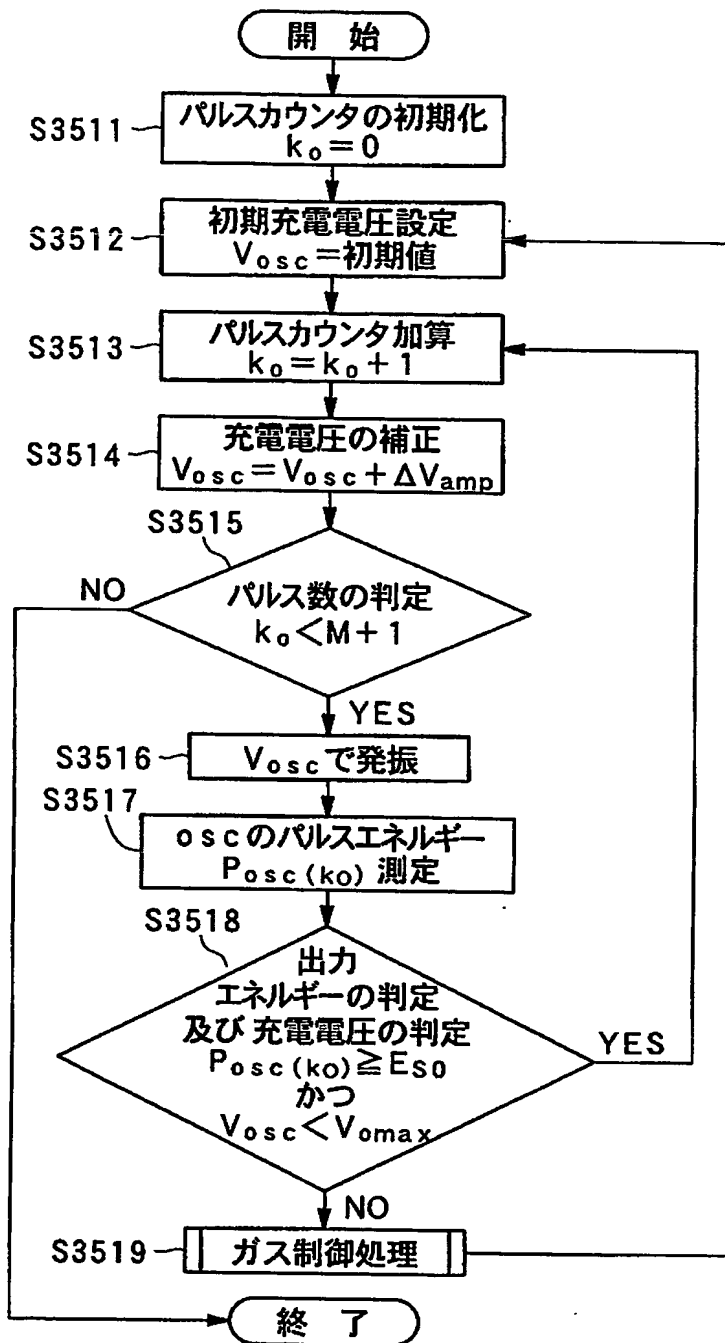 開 始
S3511
パルスカウンタの初期化
ko=0
S3512
初期充電電圧設定
Vosc=初期値
S3513
パルスカウンタ加算
ko=ko+1
S3514
充電電圧の補正
Vosc=Vosc+ΔVamp
S3515
NO
パルス数の判定
ko<M+1
YES
S3516
Voscで発振
S3517
oscのパルスエネルギー
Posc(ko) 測定
S3518
出力
エネルギーの判定
及び 充電電圧の判定
Posc(ko)≧ES0
かつ
Vosc<Vomax
YES
NO
S3519
ガス制御処理
終 了